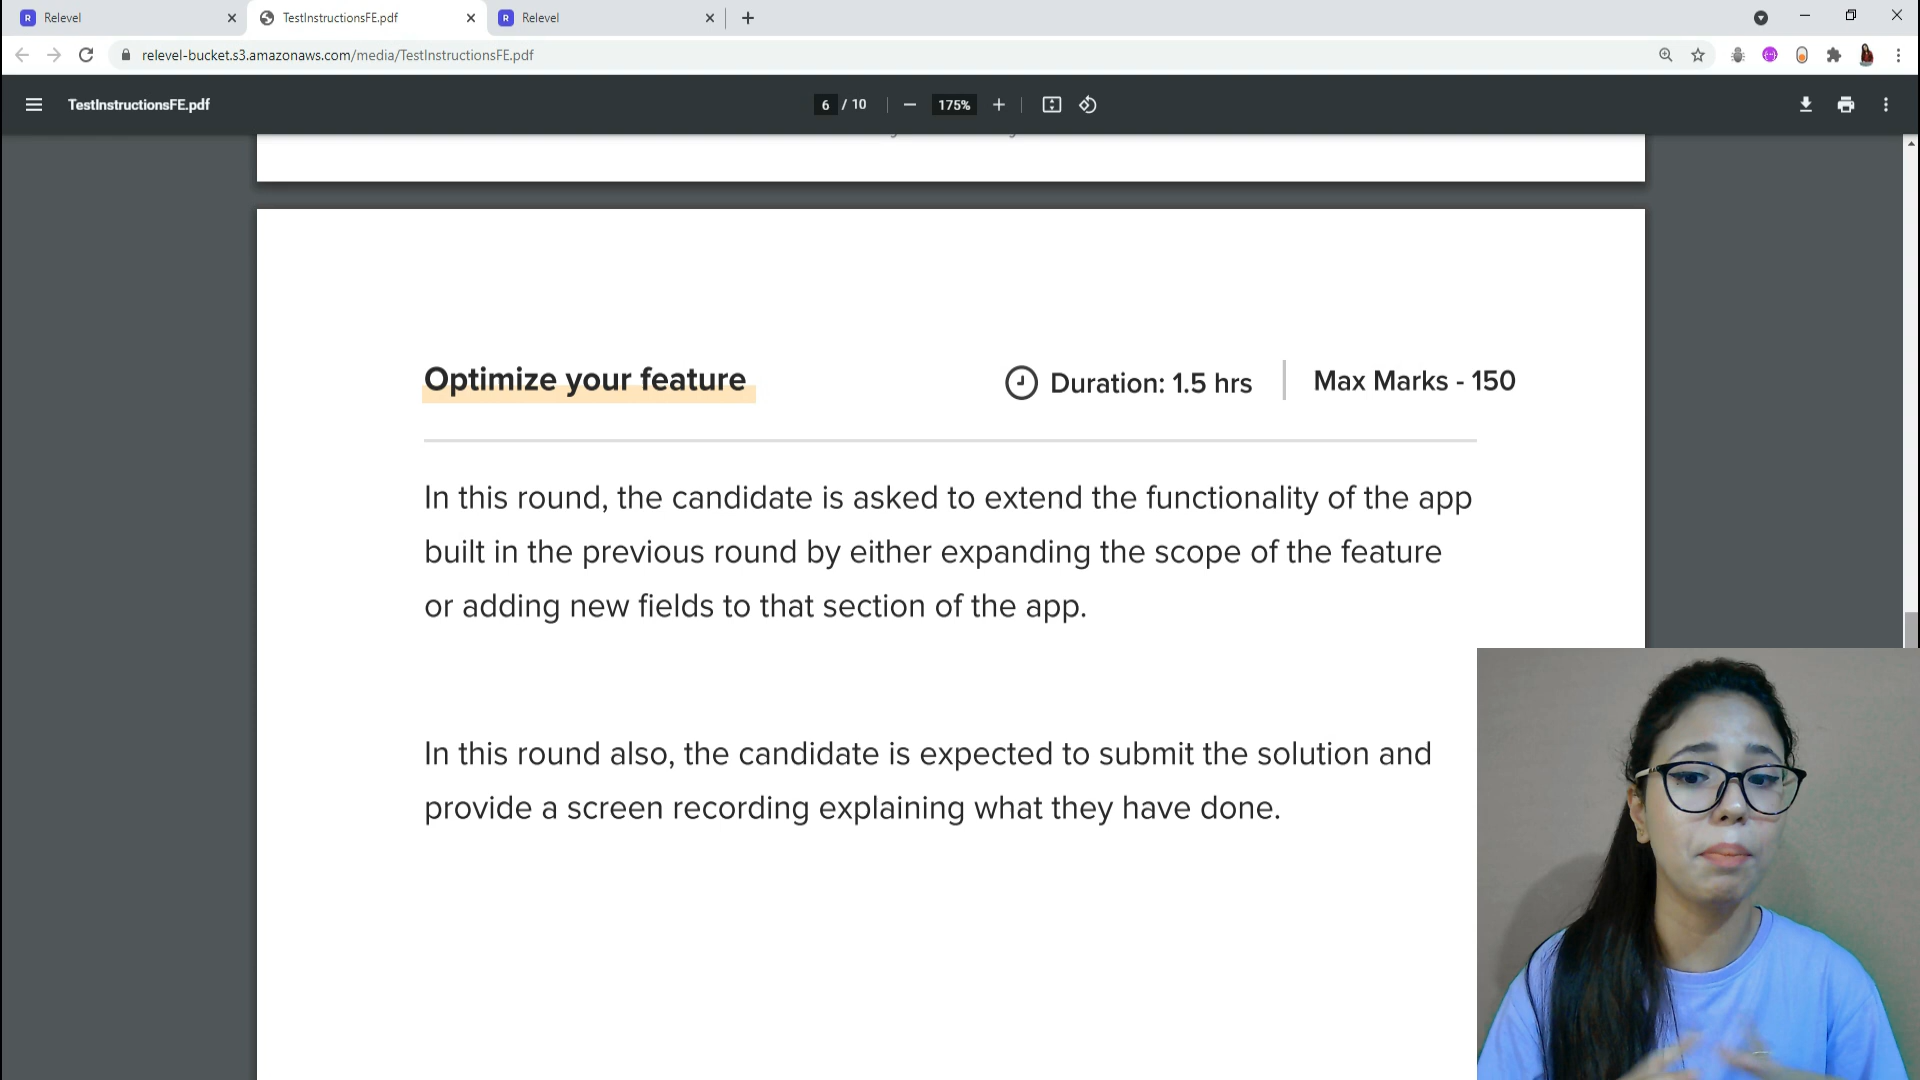 Relevel
TestInstructionsFE.pdf
Relevel
relevel-bucket.s3.amazonaws.com/media/TestInstructionsFE.pdf
TestInstructionsFE.pdf
6 / 10
175%
Optimize your feature
Duration: 1.5 hrs
Max Marks - 150
In this round, the candidate is asked to extend the functionality of the app
built in the previous round by either expanding the scope of the feature
or adding new fields to that section of the app.
In this round also, the candidate is expected to submit the solution and
provide a screen recording explaining what they have done.